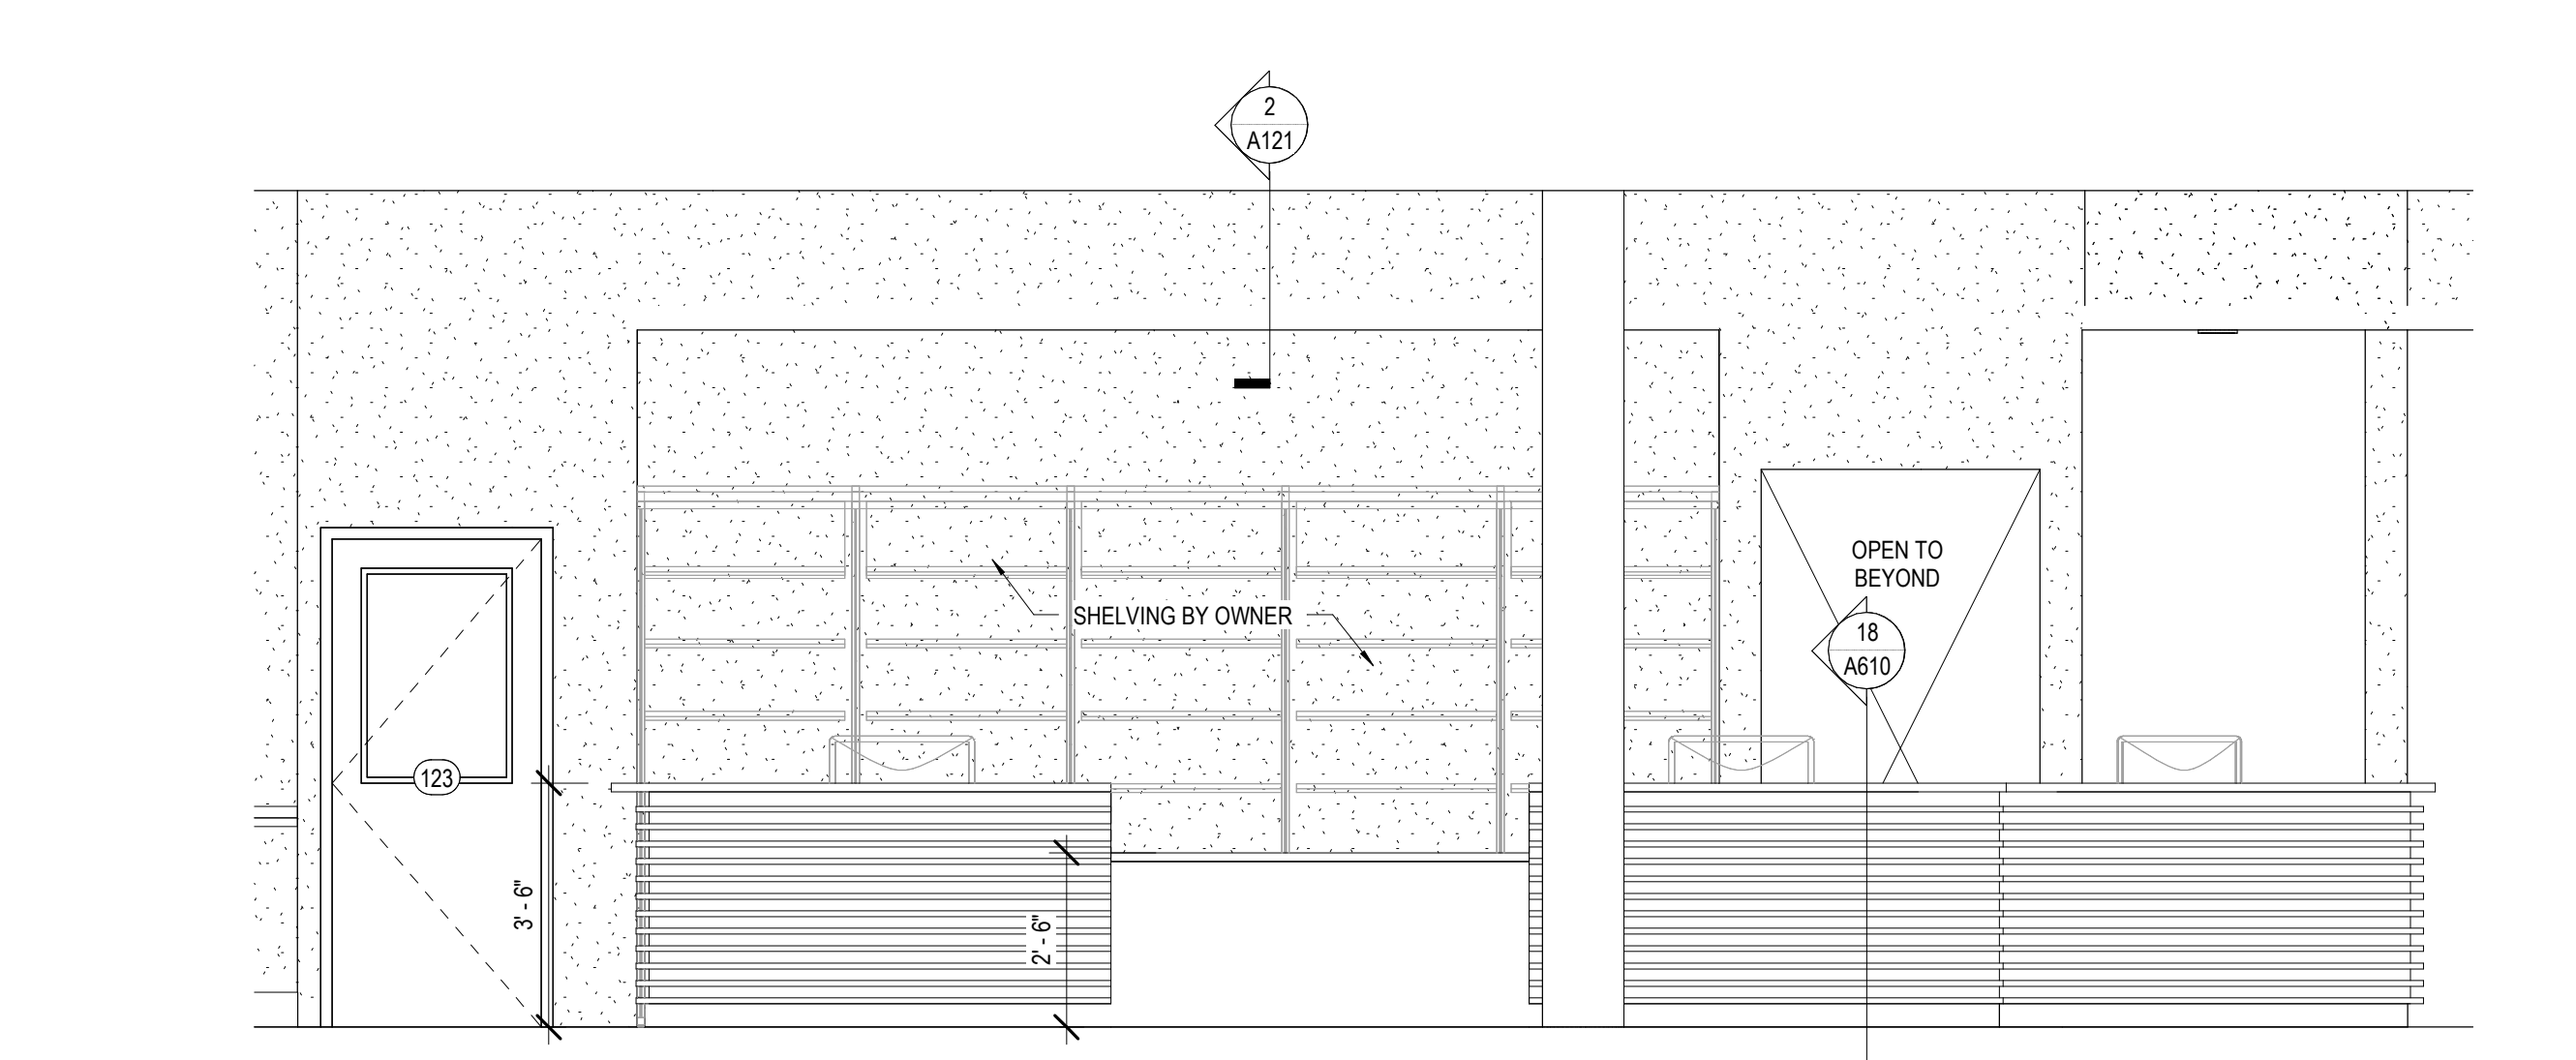 2
A121
OPEN TO
BEYOND
SHELVING BY OWNER
18
A610
123
3' - 6"
2' - 6"